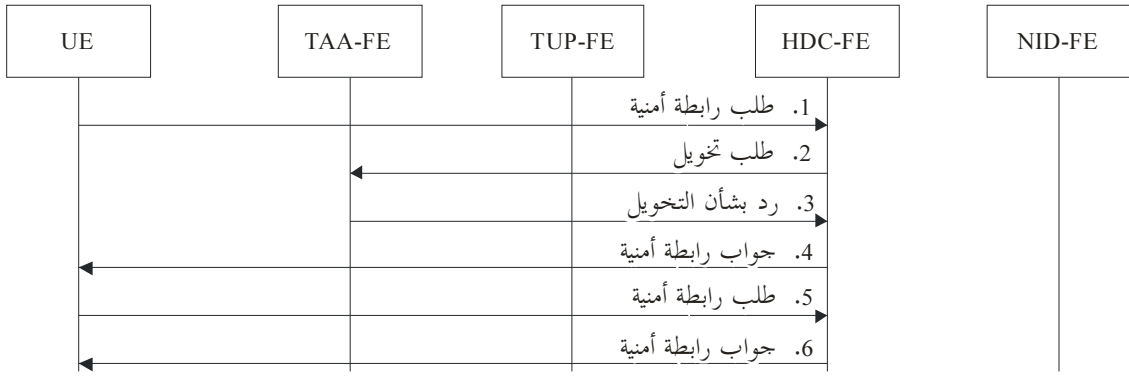 UE
TAA-FE
TUP-FE
HDC-FE
NID-FE
1. طلب رابطة أمنية
2. طلب تخويل
3. رد بشأن التخويل
4. جواب رابطة أمنية
5. طلب رابطة أمنية
6. جواب رابطة أمنية